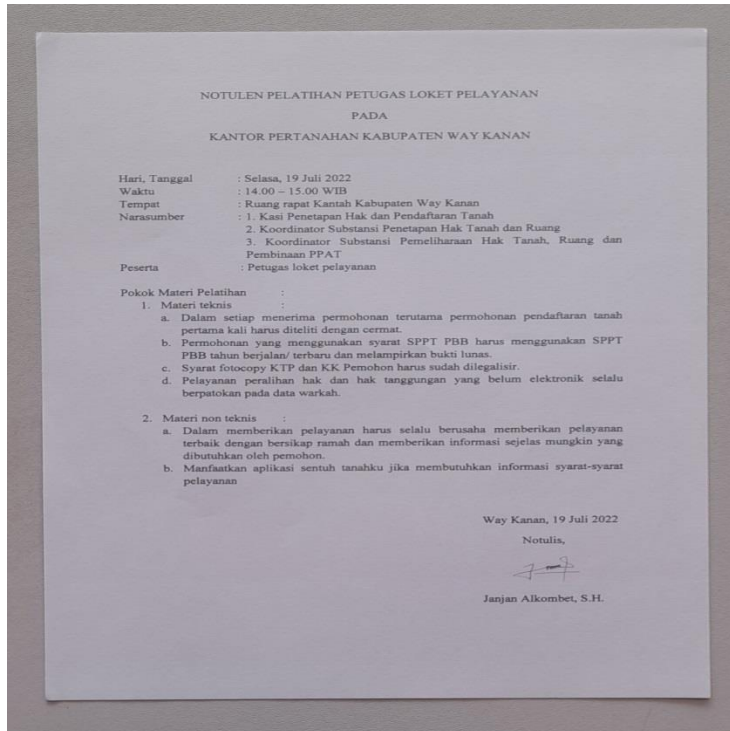 NOTULEN PELATIHAN PETUGAS LOKET PELAYANAN
PADA
KANTOR PERTANAHAN KABUPATEN WAY KANAN
Hari, Tanggal : Selasa, 19 Juli 2022
Waktu : 14.00 – 15.00 WIB
Tempat : Ruang rapat Kantah Kabupaten Way Kanan
Narasumber : 1. Kasi Penetapan Hak dan Pendaftaran Tanah
2. Koordinator Substansi Penetapan Hak Tanah dan Ruang
3. Koordinator Substansi Pemeliharaan Hak Tanah, Ruang dan
Pembinaan PPAT
Peserta : Petugas loket pelayanan
Pokok Materi Pelatihan :
1. Materi teknis :
a. Dalam setiap menerima permohonan terutama permohonan pendaftaran tanah
pertama kali harus diteliti dengan cermat.
b. Permohonan yang menggunakan syarat SPPT PBB harus menggunakan SPPT
PBB tahun berjalan/ terbaru dan melampirkan bukti lunas.
c. Syarat fotocopy KTP dan KK Pemohon harus sudah dilegalisir.
d. Pelayanan peralihan hak dan hak tanggungan yang belum elektronik selalu
berpatokan pada data warkah.
2. Materi non teknis :
a. Dalam memberikan pelayanan harus selalu berusaha memberikan pelayanan
terbaik dengan bersikap ramah dan memberikan informasi sejelas mungkin yang
dibutuhkan oleh pemohon.
b. Manfaatkan aplikasi sentuh tanahku jika membutuhkan informasi syarat-syarat
pelayanan
Way Kanan, 19 Juli 2022
Notulis,
Janjan Alkombet, S.H.